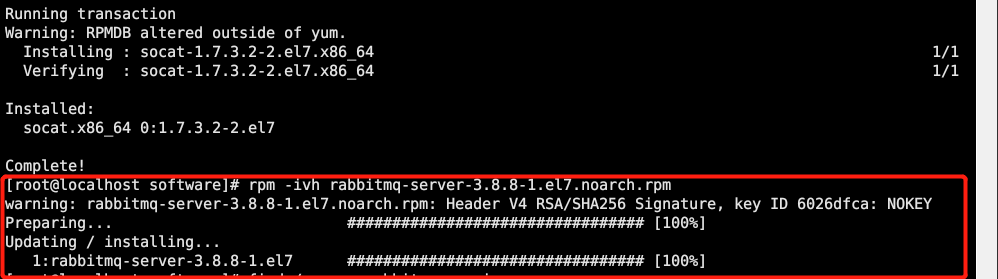 Running transaction
Warning: RPMDB altered outside of yum.
  Installing : socat-1.7.3.2-2.el7.x86_64                                                              1/1
  Verifying  : socat-1.7.3.2-2.el7.x86_64                                                              1/1
Installed:
  socat.x86_64 0:1.7.3.2-2.el7
Complete!
[root@localhost software]# rpm -ivh rabbitmq-server-3.8.8-1.el7.noarch.rpm
warning: rabbitmq-server-3.8.8-1.el7.noarch.rpm: Header V4 RSA/SHA256 Signature, key ID 6026dfca: NOKEY
Preparing...                          ################################# [100%]
Updating / installing...
   1:rabbitmq-server-3.8.8-1.el7      ################################# [100%]